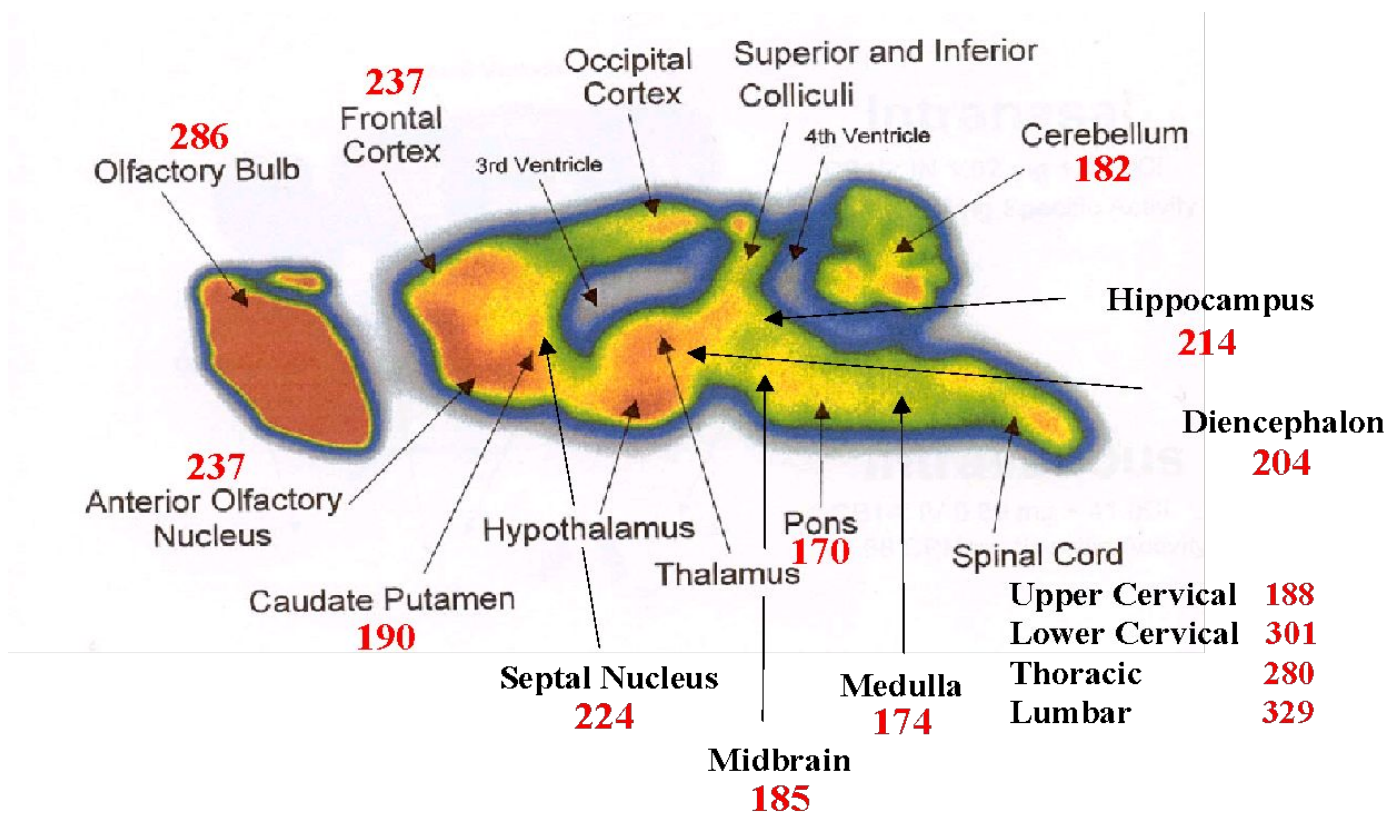 Occipital
Cortex
Superior and Inferior
Colliculi
237
Frontal
Cortex
286
Olfactory Bulb
3rd Ventricle
4th Ventricle
Cerebellum
182
Hippocampus
214
Diencephalon
204
237
Anterior Olfactory
Nucleus
Hypothalamus
Thalamus
Pons
170
Spinal Cord
Caudate Putamen
190
Upper Cervical 188
Lower Cervical 301
Thoracic 280
Lumbar 329
Septal Nucleus
224
Medulla
174
Midbrain
185
Intranasal